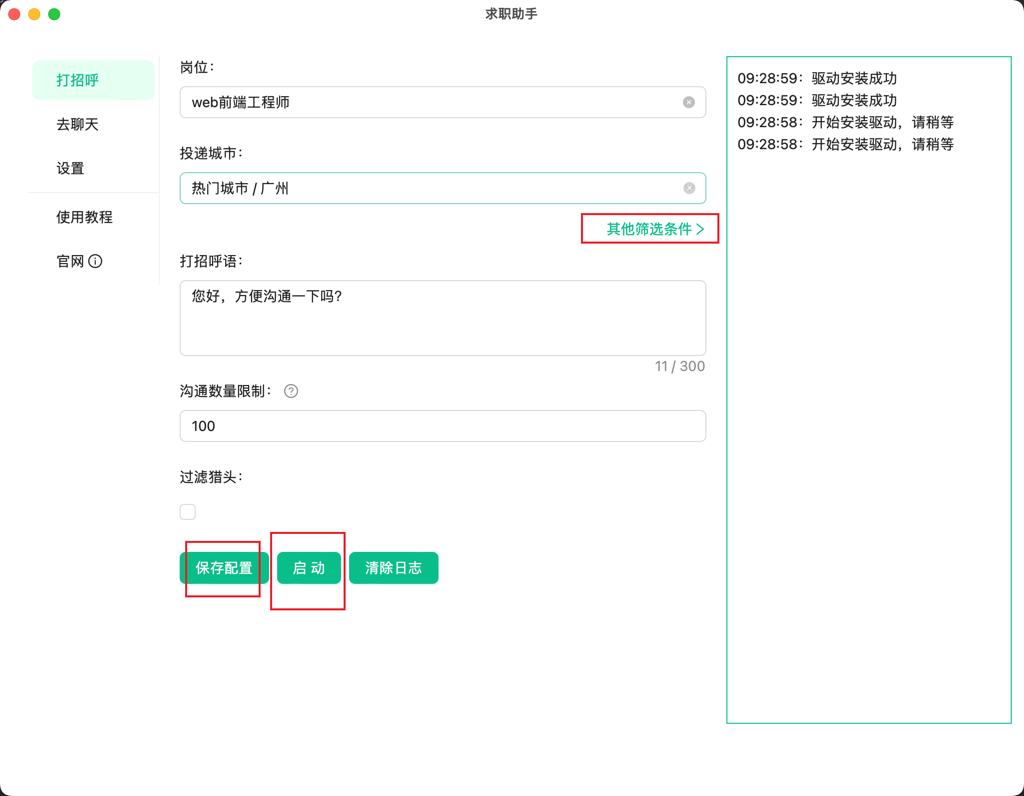 求职助手
打招呼
去聊天
设置
使用教程
官网
岗位：
web前端工程师
投递城市：
热门城市 / 广州
其他筛选条件
打招呼语：
您好，方便沟通一下吗?
11 / 300
沟通数量限制：
100
过滤猎头：
保存配置 启 动 清除日志
09:28:59：驱动安装成功
09:28:59：驱动安装成功
09:28:58：开始安装驱动，请稍等
09:28:58：开始安装驱动，请稍等